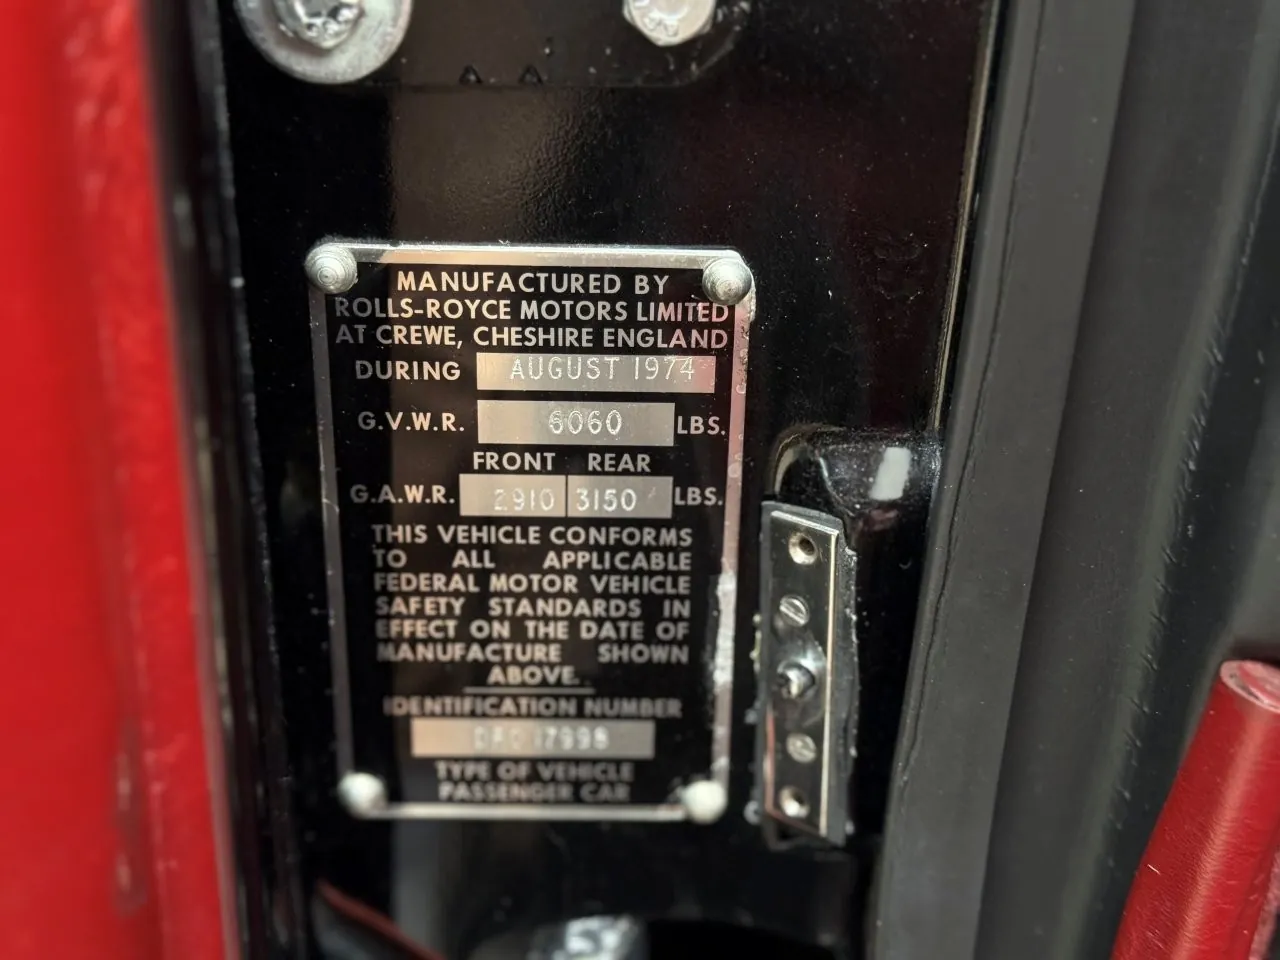 MANUFACTURED BY
ROLLS-ROYCE MOTORS LIMITED
AT CREWE, CHESHIRE ENGLAND
DURING AUGUST 1974
G.V.W.R. 6060 LBS.
FRONT REAR
G.A.W.R. 2910 3150 LBS.
THIS VEHICLE CONFORMS
TO ALL APPLICABLE
FEDERAL MOTOR VEHICLE
SAFETY STANDARDS IN
EFFECT ON THE DATE OF
MANUFACTURE SHOWN
ABOVE.
IDENTIFICATION NUMBER
TYPE OF VEHICLE
PASSENGER CAR